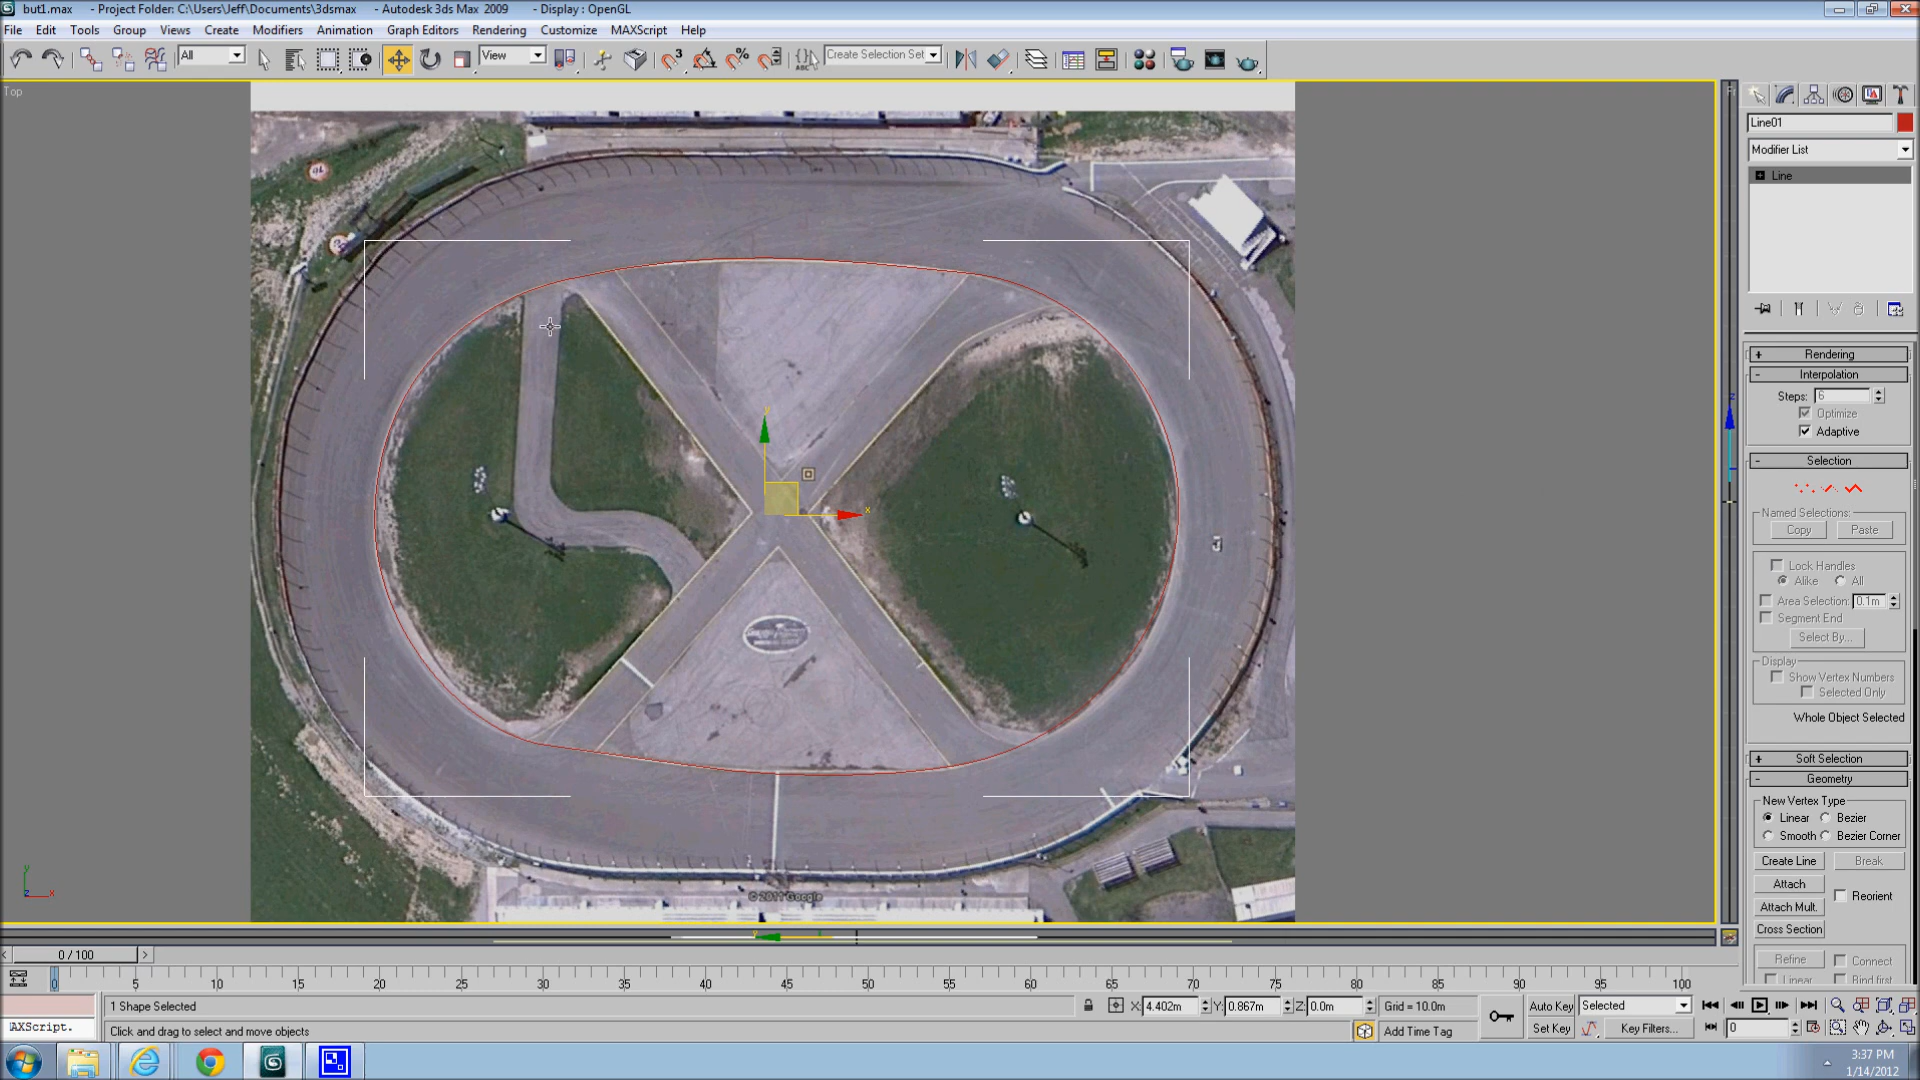 but1.max - Project Folder: C:\Users\Jeff\Documents\3dsmax - Autodesk 3ds Max 2009 - Display : OpenGL
File Edit Tools Group Views Create Modifiers Animation Graph Editors Rendering Customize MAXScript Help
All View Create Selection Set
Top
Line01
Modifier List
Line
Rendering
Interpolation
Steps: 6
Optimize
Adaptive
Selection
Named Selections:
Copy Paste
Lock Handles
Alike All
Area Selection: 0.1m
Segment End
Select By...
Display
Show Vertex Numbers
Selected Only
Whole Object Selected
Soft Selection
Geometry
New Vertex Type
Linear Bezier
Smooth Bezier Corner
Create Line Break
Attach
Reorient
Attach Mult.
Cross Section
Refine Connect
Linear Bind first
y
x
y
z x
z
© 2011 Google
0 / 100
0 5 10 15 20 25 30 35 40 45 50 55 60 65 70 75 80 85 90 95 100
1 Shape Selected
X: 4.402m Y: 0.867m Z: 0.0m Grid = 10.0m Auto Key Selected
AXScript. Click and drag to select and move objects Add Time Tag Set Key Key Filters... 0
3:37 PM
1/14/2012